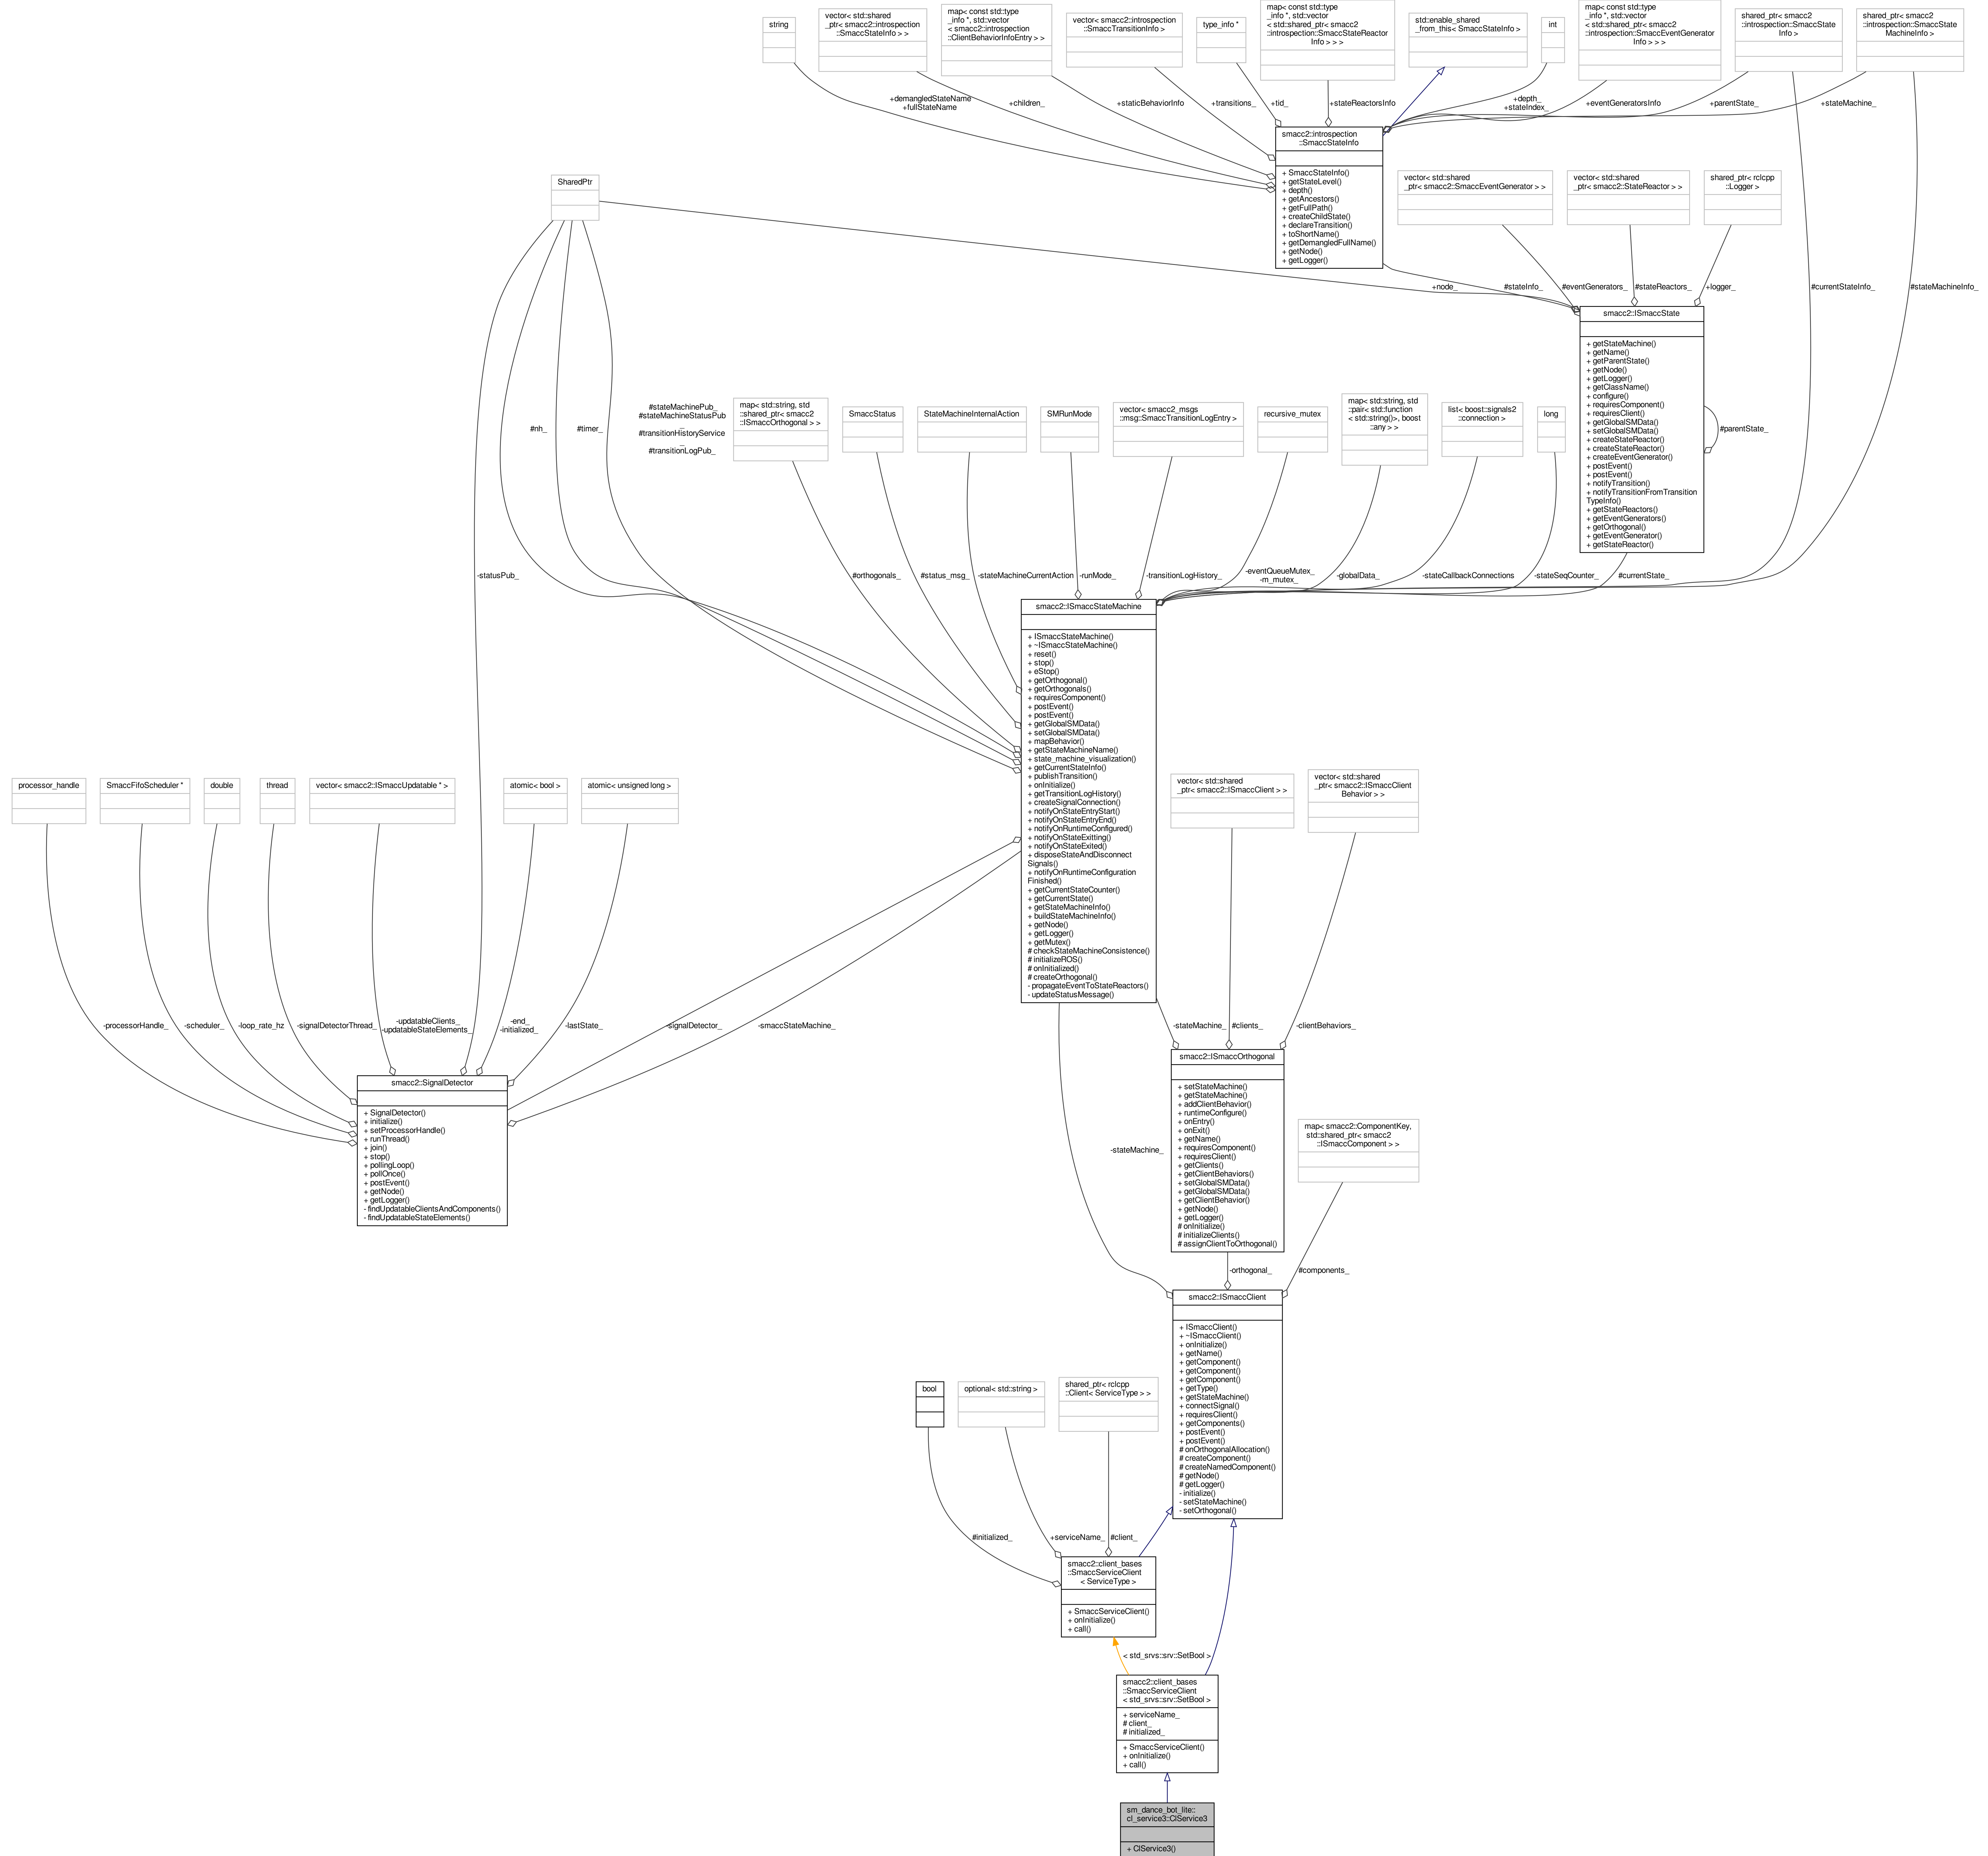 string
vector< std::shared
_ptr< smacc2::introspection
::SmaccStateInfo > >
map< const std::type
_info *, std::vector
< smacc2::introspection
::ClientBehaviorInfoEntry > >
vector< smacc2::introspection
::SmaccTransitionInfo >
type_info *
map< const std::type
_info *, std::vector
< std::shared_ptr< smacc2
::introspection::SmaccStateReactor
Info > > >
std::enable_shared
_from_this< SmaccStateInfo >
int
map< const std::type
_info *, std::vector
< std::shared_ptr< smacc2
::introspection::SmaccEventGenerator
Info > > >
shared_ptr< smacc2
::introspection::SmaccState
Info >
shared_ptr< smacc2
::introspection::SmaccState
MachineInfo >
+demangledStateName
+fullStateName
+children_
+staticBehaviorInfo
+transitions_
+tid_
+stateReactorsInfo
+depth_
+stateIndex_
+eventGeneratorsInfo
+parentState_
+stateMachine_
smacc2::introspection
::SmaccStateInfo
+ SmaccStateInfo()
+ getStateLevel()
+ depth()
+ getAncestors()
+ getFullPath()
+ createChildState()
+ declareTransition()
+ toShortName()
+ getDemangledFullName()
+ getNode()
+ getLogger()
SharedPtr
vector< std::shared
_ptr< smacc2::SmaccEventGenerator > >
vector< std::shared
_ptr< smacc2::StateReactor > >
shared_ptr< rclcpp
::Logger >
+node_
#stateInfo_
#eventGenerators_
#stateReactors_
+logger_
#currentStateInfo_
#stateMachineInfo_
smacc2::ISmaccState
+ getStateMachine()
+ getName()
+ getParentState()
+ getNode()
+ getLogger()
+ getClassName()
+ configure()
+ requiresComponent()
+ requiresClient()
+ getGlobalSMData()
+ setGlobalSMData()
+ createStateReactor()
+ createStateReactor()
+ createEventGenerator()
+ postEvent()
+ postEvent()
+ notifyTransition()
+ notifyTransitionFromTransition
TypeInfo()
+ getStateReactors()
+ getEventGenerators()
+ getOrthogonal()
+ getEventGenerator()
+ getStateReactor()
#parentState_
#nh_
#timer_
#stateMachinePub_
#stateMachineStatusPub
_
#transitionHistoryService
_
#transitionLogPub_
map< std::string, std
::shared_ptr< smacc2
::ISmaccOrthogonal > >
SmaccStatus
StateMachineInternalAction
SMRunMode
vector< smacc2_msgs
::msg::SmaccTransitionLogEntry >
recursive_mutex
map< std::string, std
::pair< std::function
< std::string()>, boost
::any > >
list< boost::signals2
::connection >
long
-statusPub_
#orthogonals_
#status_msg_
-stateMachineCurrentAction
-runMode_
-transitionLogHistory_
-eventQueueMutex_
-m_mutex_
-globalData_
-stateCallbackConnections
-stateSeqCounter_
#currentState_
smacc2::ISmaccStateMachine
+ ISmaccStateMachine()
+ ~ISmaccStateMachine()
+ reset()
+ stop()
+ eStop()
+ getOrthogonal()
+ getOrthogonals()
+ requiresComponent()
+ postEvent()
+ postEvent()
+ getGlobalSMData()
+ setGlobalSMData()
+ mapBehavior()
+ getStateMachineName()
+ state_machine_visualization()
+ getCurrentStateInfo()
+ publishTransition()
+ onInitialize()
+ getTransitionLogHistory()
+ createSignalConnection()
+ notifyOnStateEntryStart()
+ notifyOnStateEntryEnd()
+ notifyOnRuntimeConfigured()
+ notifyOnStateExitting()
+ notifyOnStateExited()
+ disposeStateAndDisconnect
Signals()
+ notifyOnRuntimeConfiguration
Finished()
+ getCurrentStateCounter()
+ getCurrentState()
+ getStateMachineInfo()
+ buildStateMachineInfo()
+ getNode()
+ getLogger()
+ getMutex()
# checkStateMachineConsistence()
# initializeROS()
# onInitialized()
# createOrthogonal()
- propagateEventToStateReactors()
- updateStatusMessage()
processor_handle
SmaccFifoScheduler *
double
thread
vector< smacc2::ISmaccUpdatable * >
atomic< bool >
atomic< unsigned long >
vector< std::shared
_ptr< smacc2::ISmaccClient > >
vector< std::shared
_ptr< smacc2::ISmaccClient
Behavior > >
-processorHandle_
-scheduler_
-loop_rate_hz
-signalDetectorThread_
-updatableClients_
-updatableStateElements_
-end_
-initialized_
-lastState_
-signalDetector_
-smaccStateMachine_
-stateMachine_
#clients_
-clientBehaviors_
smacc2::SignalDetector
+ SignalDetector()
+ initialize()
+ setProcessorHandle()
+ runThread()
+ join()
+ stop()
+ pollingLoop()
+ pollOnce()
+ postEvent()
+ getNode()
+ getLogger()
- findUpdatableClientsAndComponents()
- findUpdatableStateElements()
smacc2::ISmaccOrthogonal
+ setStateMachine()
+ getStateMachine()
+ addClientBehavior()
+ runtimeConfigure()
+ onEntry()
+ onExit()
+ getName()
+ requiresComponent()
+ requiresClient()
+ getClients()
+ getClientBehaviors()
+ setGlobalSMData()
+ getGlobalSMData()
+ getClientBehavior()
+ getNode()
+ getLogger()
# onInitialize()
# initializeClients()
# assignClientToOrthogonal()
map< smacc2::ComponentKey,
std::shared_ptr< smacc2
::ISmaccComponent > >
-stateMachine_
-orthogonal_
#components_
smacc2::ISmaccClient
+ ISmaccClient()
+ ~ISmaccClient()
+ onInitialize()
+ getName()
+ getComponent()
+ getComponent()
+ getComponent()
+ getType()
+ getStateMachine()
+ connectSignal()
+ requiresClient()
+ getComponents()
+ postEvent()
+ postEvent()
# onOrthogonalAllocation()
# createComponent()
# createNamedComponent()
# getNode()
# getLogger()
- initialize()
- setStateMachine()
- setOrthogonal()
bool
optional< std::string >
shared_ptr< rclcpp
::Client< ServiceType > >
#initialized_
+serviceName_
#client_
smacc2::client_bases
::SmaccServiceClient
< ServiceType >
+ SmaccServiceClient()
+ onInitialize()
+ call()
< std_srvs::srv::SetBool >
smacc2::client_bases
::SmaccServiceClient
< std_srvs::srv::SetBool >
+ serviceName_
# client_
# initialized_
+ SmaccServiceClient()
+ onInitialize()
+ call()
sm_dance_bot_lite::
cl_service3::ClService3
+ ClService3()